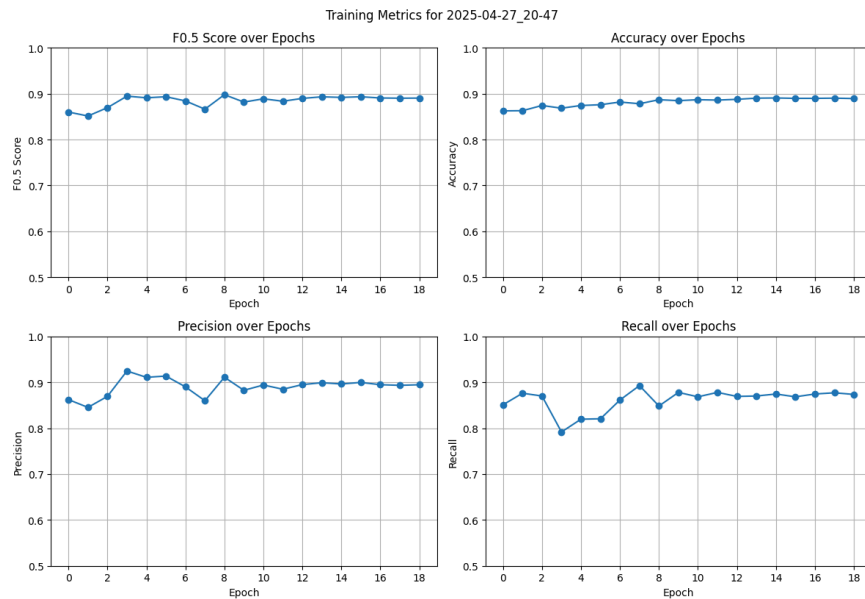 Training Metrics for 2025-04-27_20-47
F0.5 Score over Epochs
1.0
0.9
0.8
0.7
0.6
0.5
F0.5 Score
0 2 4 6 8 10 12 14 16 18
Epoch
Accuracy over Epochs
1.0
0.9
0.8
0.7
0.6
0.5
Accuracy
0 2 4 6 8 10 12 14 16 18
Epoch
Precision over Epochs
1.0
0.9
0.8
0.7
0.6
0.5
Precision
0 2 4 6 8 10 12 14 16 18
Epoch
Recall over Epochs
1.0
0.9
0.8
0.7
0.6
0.5
Recall
0 2 4 6 8 10 12 14 16 18
Epoch